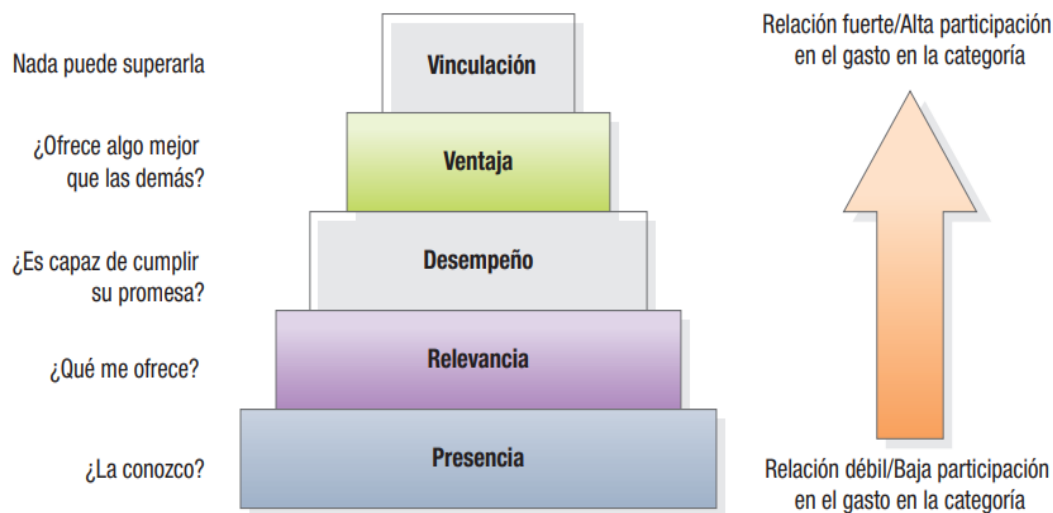 Relación fuerte/Alta participación
en el gasto en la categoría
Nada puede superarla
Vinculación
¿Ofrece algo mejor
que las demás?
Ventaja
¿Es capaz de cumplir
su promesa?
Desempeño
¿Qué me ofrece?
Relevancia
¿La conozco?
Presencia
Relación débil/Baja participación
en el gasto en la categoría